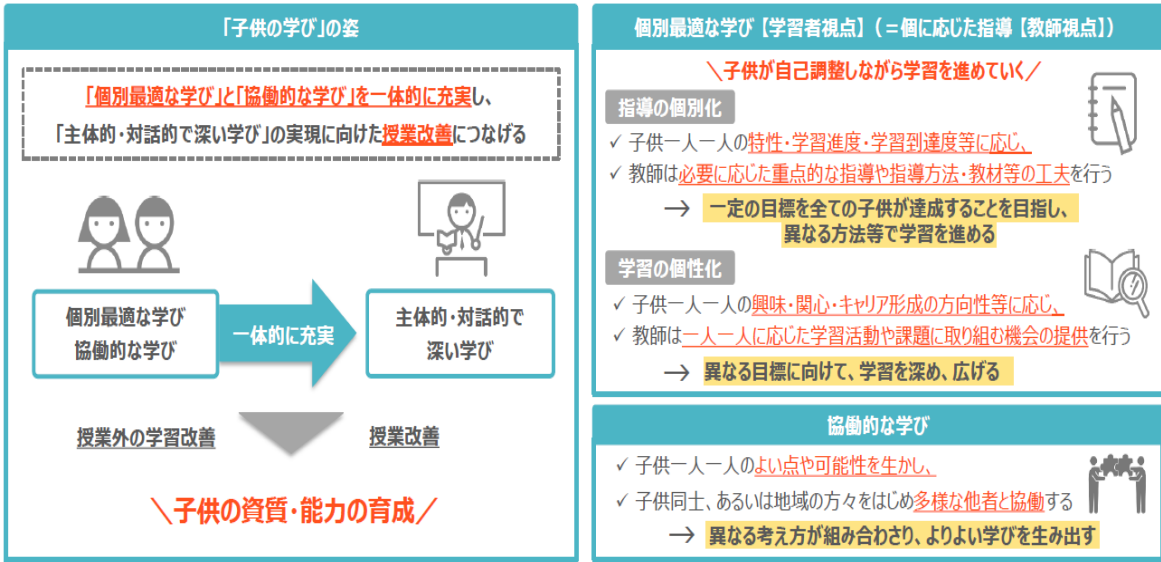 「子供の学び」の姿
「個別最適な学び」と「協働的な学び」を一体的に充実し、
「主体的・対話的で深い学び」の実現に向けた授業改善につなげる
個別最適な学び
協働的な学び
一体的に充実
主体的・対話的で
深い学び
授業外の学習改善
授業改善
＼子供の資質・能力の育成／
個別最適な学び【学習者視点】（＝個に応じた指導【教師視点】）
＼子供が自己調整しながら学習を進めていく／
指導の個別化
✓ 子供一人一人の特性・学習進度・学習到達度等に応じ、
✓ 教師は必要に応じた重点的な指導や指導方法・教材等の工夫を行う
→ 一定の目標を全ての子供が達成することを目指し、
異なる方法等で学習を進める
学習の個性化
✓ 子供一人一人の興味・関心・キャリア形成の方向性等に応じ、
✓ 教師は一人一人に応じた学習活動や課題に取り組む機会の提供を行う
→ 異なる目標に向けて、学習を深め、広げる
協働的な学び
✓ 子供一人一人のよい点や可能性を生かし、
✓ 子供同士、あるいは地域の方々をはじめ多様な他者と協働する
→ 異なる考え方が組み合わさり、よりよい学びを生み出す